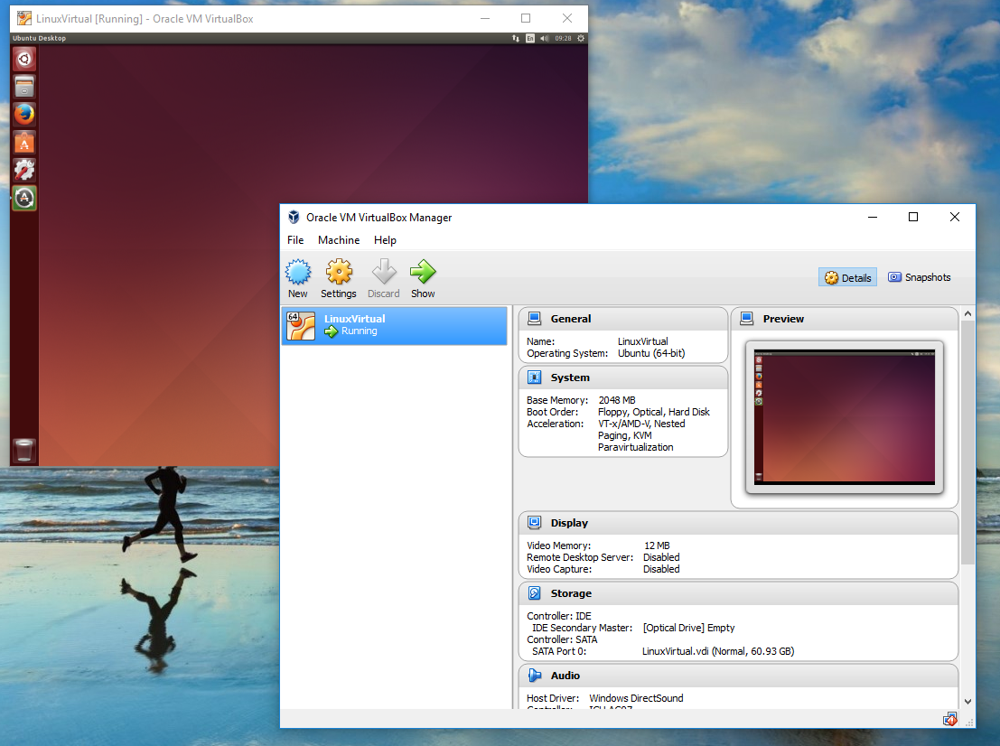 LinuxVirtual [Running] - Oracle VM VirtualBox
Ubuntu Desktop
En
09:28
Oracle VM VirtualBox Manager
File Machine Help
New Settings Discard Show
Details Snapshots
64
LinuxVirtual
Running
General
Name: LinuxVirtual
Operating System: Ubuntu (64-bit)
System
Base Memory: 2048 MB
Boot Order: Floppy, Optical, Hard Disk
Acceleration: VT-x/AMD-V, Nested
Paging, KVM
Paravirtualization
Preview
Display
Video Memory: 12 MB
Remote Desktop Server: Disabled
Video Capture: Disabled
Storage
Controller: IDE
IDE Secondary Master: [Optical Drive] Empty
Controller: SATA
SATA Port 0: LinuxVirtual.vdi (Normal, 60.93 GB)
Audio
Host Driver: Windows DirectSound